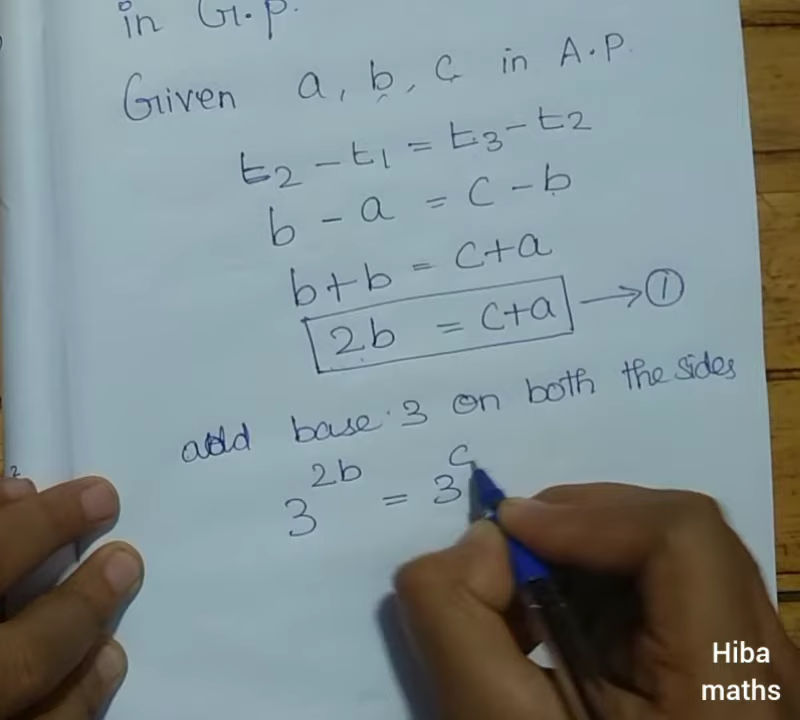 in G.p.
Given a, b, c in A.P.
t2 - t1 = t3 - t2
b - a = c - b
b+b = c+a
2b = c+a → ①
add base 3 on both the sides
3^2b = 3^c
2
Hiba
maths